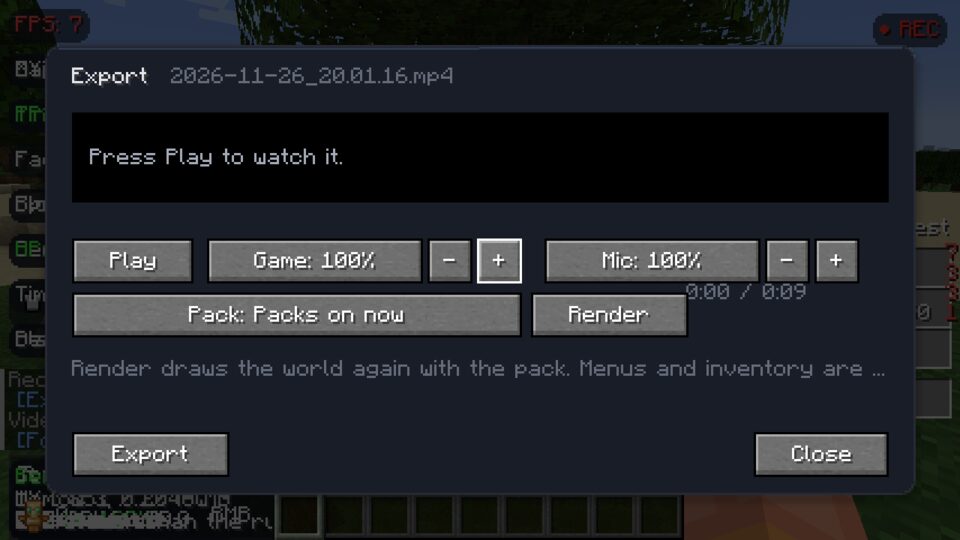 FPS: 7
REC
Export 2026-11-26_20.01.16.mp4
Press Play to watch it.
Play
Game: 100%
-
+
Mic: 100%
-
+
0:00 / 0:09
Pack: Packs on now
Render
Render draws the world again with the pack. Menus and inventory are ...
Export
Close